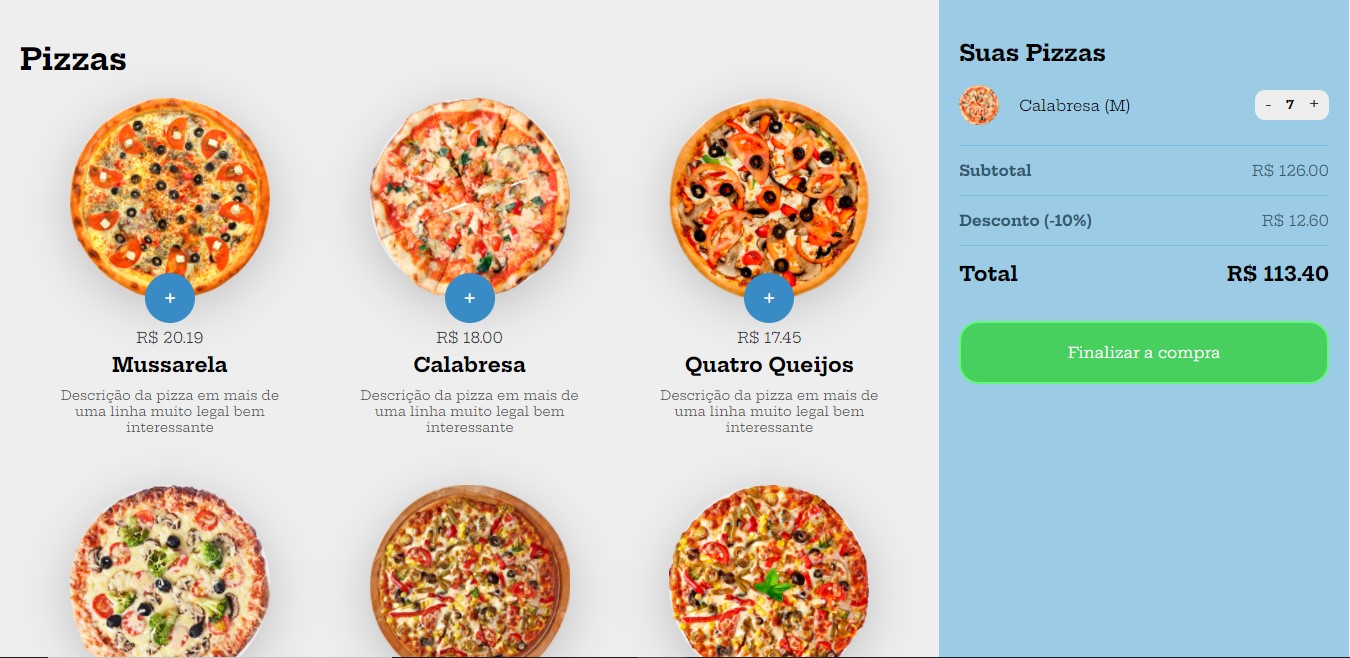 Pizzas
+
R$ 20.19
Mussarela
Descrição da pizza em mais de
uma linha muito legal bem
interessante
+
R$ 18.00
Calabresa
Descrição da pizza em mais de
uma linha muito legal bem
interessante
+
R$ 17.45
Quatro Queijos
Descrição da pizza em mais de
uma linha muito legal bem
interessante
Suas Pizzas
Calabresa (M) - 7 +
Subtotal R$ 126.00
Desconto (-10%) R$ 12.60
Total R$ 113.40
Finalizar a compra